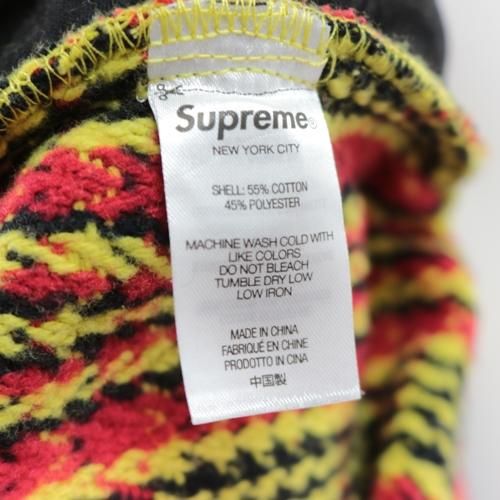 Supreme®
NEW YORK CITY
SHELL: 55% COTTON
45% POLYESTER
MACHINE WASH COLD WITH
LIKE COLORS
DO NOT BLEACH
TUMBLE DRY LOW
LOW IRON
MADE IN CHINA
FABRIQUÉ EN CHINE
PRODOTTO IN CINA
中国製